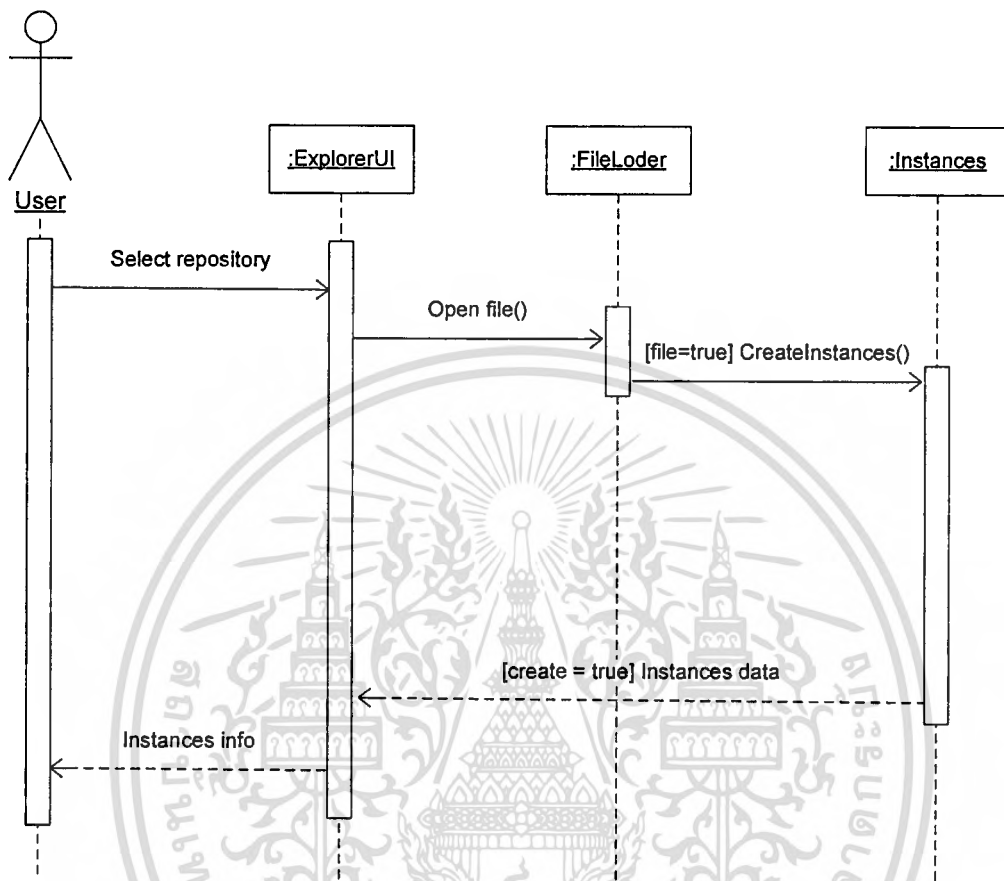 :ExplorerUI
:FileLoder
:Instances
User
Select repository
Open file()
[file=true] CreateInstances()
[create = true] Instances data
Instances info